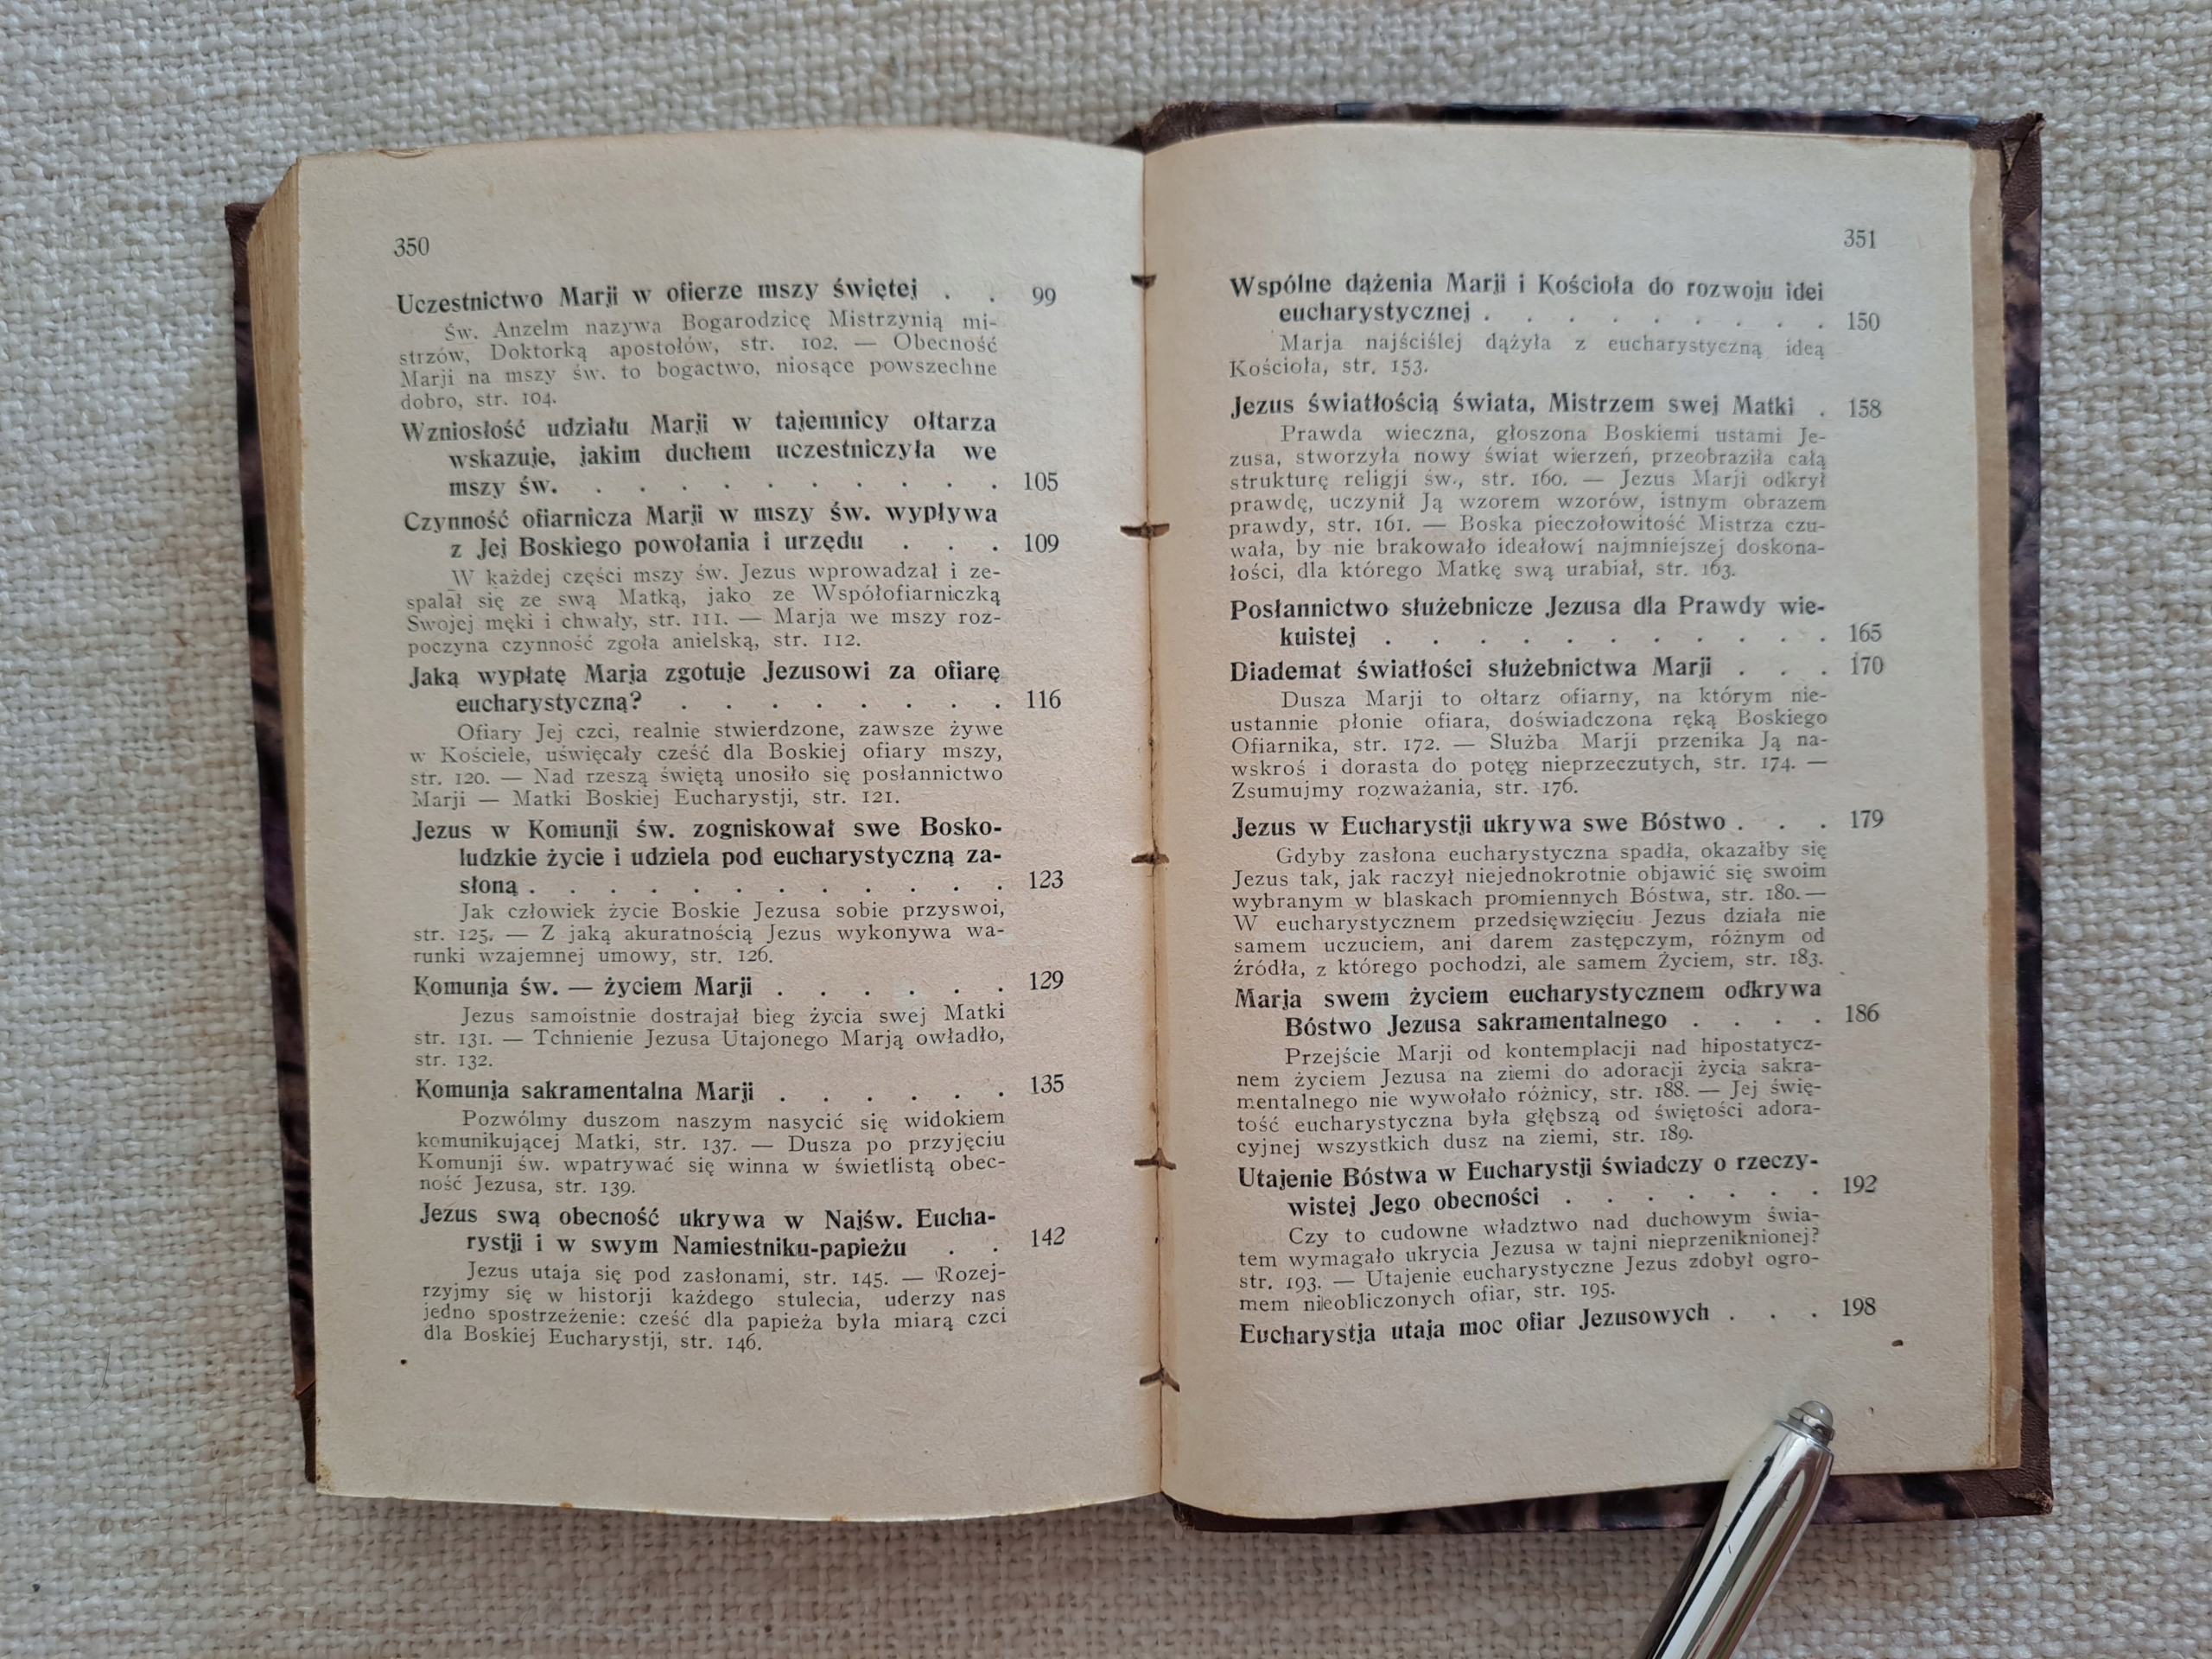 350
Uczestnictwo Marji w ofierze mszy świętej . . 99
Św. Anzelm nazywa Bogarodzicę Mistrzynią mi-
strzów, Doktorką apostołów, str. 102. — Obecność
Marji na mszy św. to bogactwo, niosące powszechne
dobro, str. 104.
Wzniosłość udziału Marji w tajemnicy ołtarza
wskazuje, jakim duchem uczestniczyła we
mszy św. . . . . . . . . . . 105
Czynność ofiarnicza Marji w mszy św. wypływa
z Jej Boskiego powołania i urzędu . . . 109
W każdej części mszy św. Jezus wprowadzał i ze-
spalał się ze swą Matką, jako ze Współofiarniczką
Swojej męki i chwały, str. 111. — Marja we mszy roz-
poczyna czynność zgoła anielską, str. 112.
Jaką wypłatę Marja zgotuje Jezusowi za ofiarę
eucharystyczną? . . . . . . . . 116
Ofiary Jej czci, realnie stwierdzone, zawsze żywe
w Kościele, uświęcały cześć dla Boskiej ofiary mszy,
str. 120. — Nad rzeszą świętą unosiło się posłannictwo
Marji — Matki Boskiej Eucharystji, str. 121.
Jezus w Komunji św. zogniskował swe Bosko-
ludzkie życie i udziela pod eucharystyczną za-
słoną . . . . . . . . . . . . 123
Jak człowiek życie Boskie Jezusa sobie przyswoi,
str. 125. — Z jaką akuratnością Jezus wykonywa wa-
runki wzajemnej umowy, str. 126.
Komunja św. — życiem Marji . . . . . . 129
Jezus samoistnie dostrajał bieg życia swej Matki
str. 131. — Tchnienie Jezusa Utajonego Marją owładło,
str. 132.
Komunja sakramentalna Marji . . . . . . 135
Pozwólmy duszom naszym nasycić się widokiem
komunikującej Matki, str. 137. — Dusza po przyjęciu
Komunji św. wpatrywać się winna w świetlistą obec-
ność Jezusa, str. 139.
Jezus swą obecność ukrywa w Najśw. Eucha-
rystji i w swym Namiestniku-papieżu . . 142
Jezus utaja się pod zasłonami, str. 145. — Rozej-
rzyjmy się w historji każdego stulecia, uderzy nas
jedno spostrzeżenie: cześć dla papieża była miarą czci
dla Boskiej Eucharystji, str. 146.
351
Wspólne dążenia Marji i Kościoła do rozwoju idei
eucharystycznej . . . . . . . . . 150
Marja najściślej dążyła z eucharystyczną ideą
Kościoła, str. 153.
Jezus światłością świata, Mistrzem swej Matki . 158
Prawda wieczna, głoszona Boskiemi ustami Je-
zusa, stworzyła nowy świat wierzeń, przeobraziła całą
strukturę religji św., str. 160. — Jezus Marji odkrył
prawdę, uczynił Ją wzorem wzorów, istnym obrazem
prawdy, str. 161. — Boska pieczołowitość Mistrza czu-
wała, by nie brakowało ideałowi najmniejszej doskona-
łości, dla którego Matkę swą urabiał, str. 163.
Posłannictwo służebnicze Jezusa dla Prawdy wie-
kuistej . . . . . . . . . . . 165
Diademat światłości służebnictwa Marji . . . 170
Dusza Marji to ołtarz ofiarny, na którym nie-
ustannie płonie ofiara, doświadczona ręką Boskiego
Ofiarnika, str. 172. — Służba Marji przenika Ją na-
wskroś i dorasta do potęg nieprzeczutych, str. 174. —
Zsumujmy rozważania, str. 176.
Jezus w Eucharystji ukrywa swe Bóstwo . . . 179
Gdyby zasłona eucharystyczna spadła, okazałby się
Jezus tak, jak raczył niejednokrotnie objawić się swoim
wybranym w blaskach promiennych Bóstwa, str. 180. —
W eucharystycznem przedsięwzięciu Jezus działa nie
samem uczuciem, ani darem zastępczym, różnym od
źródła, z którego pochodzi, ale samem Życiem, str. 183.
Marja swem życiem eucharystycznem odkrywa
Bóstwo Jezusa sakramentalnego . . . . 186
Przejście Marji od kontemplacji nad hipostatycz-
nem życiem Jezusa na ziemi do adoracji życia sakra-
mentalnego nie wywołało różnicy, str. 188. — Jej świę-
tość eucharystyczna była głębszą od świętości adora-
cyjnej wszystkich dusz na ziemi, str. 189.
Utajenie Bóstwa w Eucharystji świadczy o rzeczy-
wistej Jego obecności . . . . . . . 192
Czy to cudowne władztwo nad duchowym świa-
tem wymagało ukrycia Jezusa w tajni nieprzeniknionej?
str. 193. — Utajenie eucharystyczne Jezus zdobył ogro-
mem nieobliczonych ofiar, str. 195.
Eucharystja utaja moc ofiar Jezusowych . . . 198